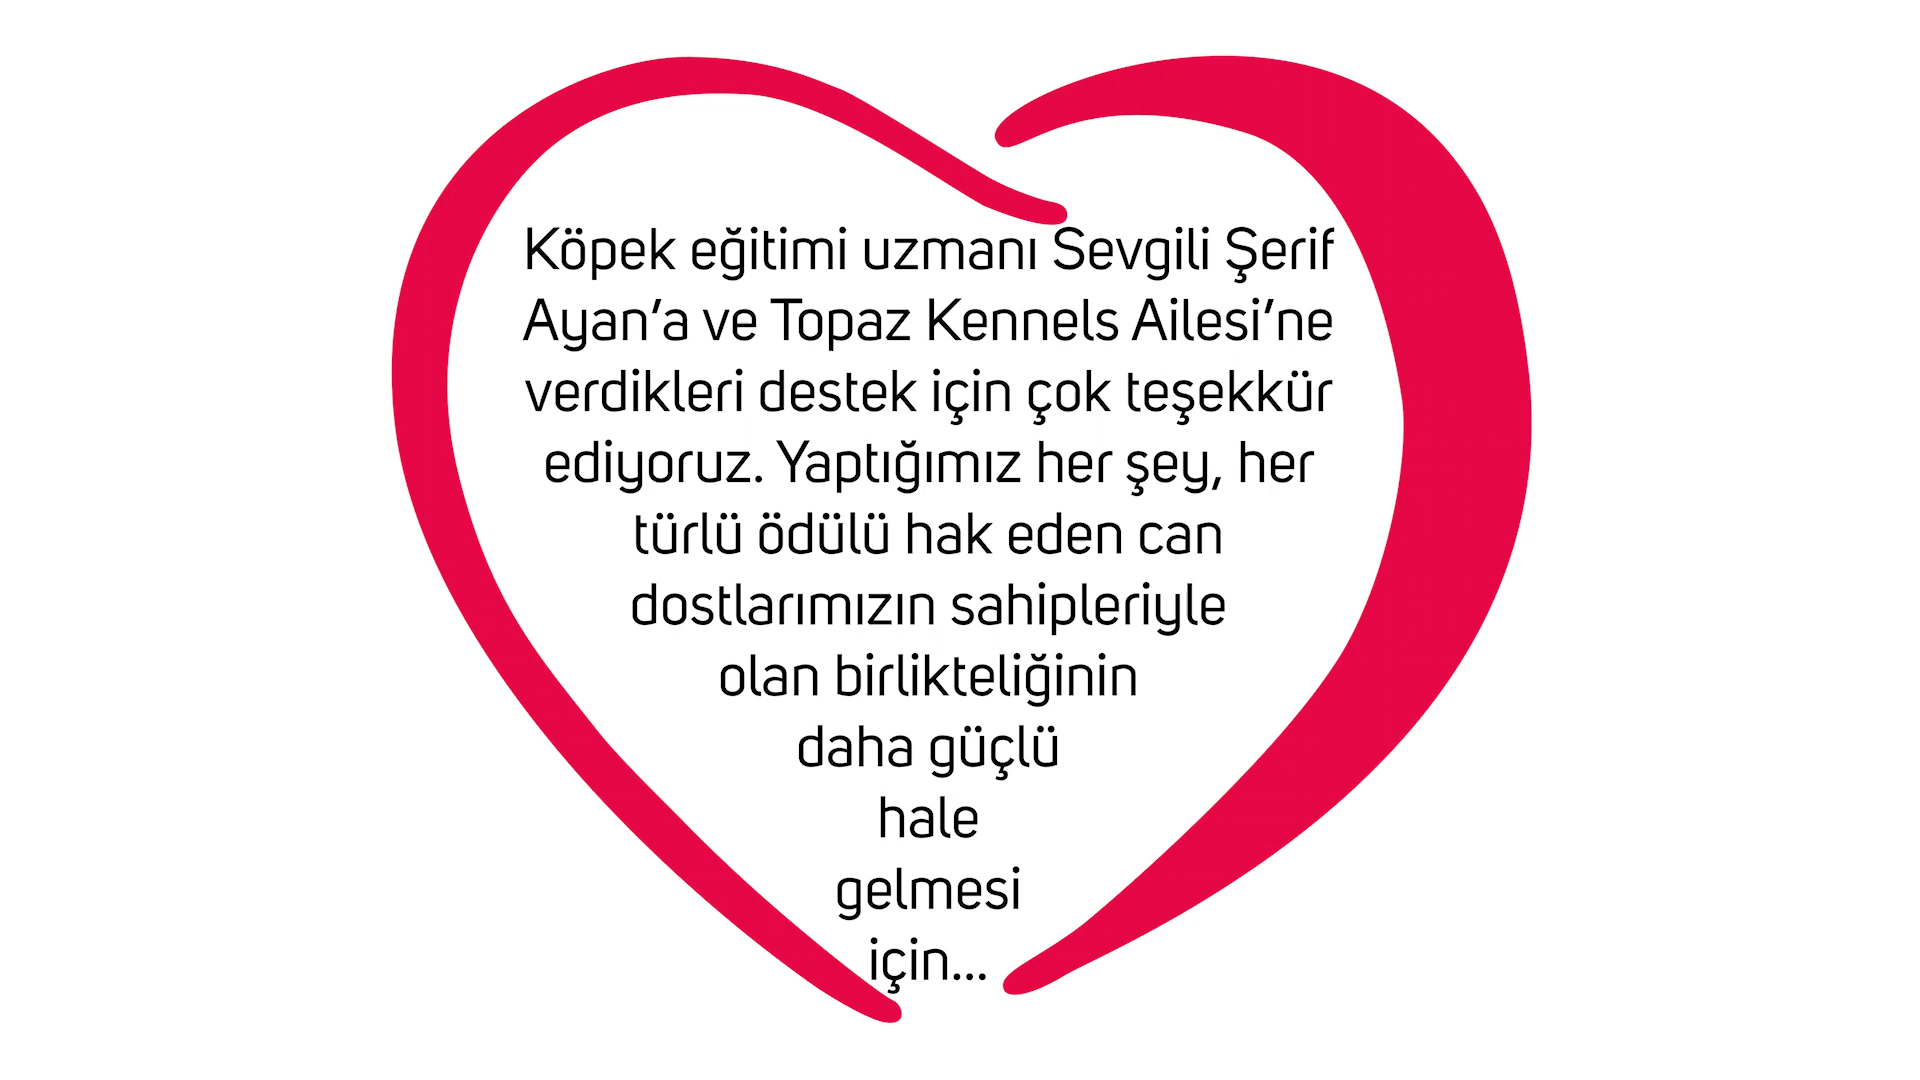 Köpek eğitimi uzmanı Sevgili Şerif
Ayan’a ve Topaz Kennels Ailesi’ne
verdikleri destek için çok teşekkür
ediyoruz. Yaptığımız her şey, her
türlü ödülü hak eden can
dostlarımızın sahipleriyle
olan birlikteliğinin
daha güçlü
hale
gelmesi
için...